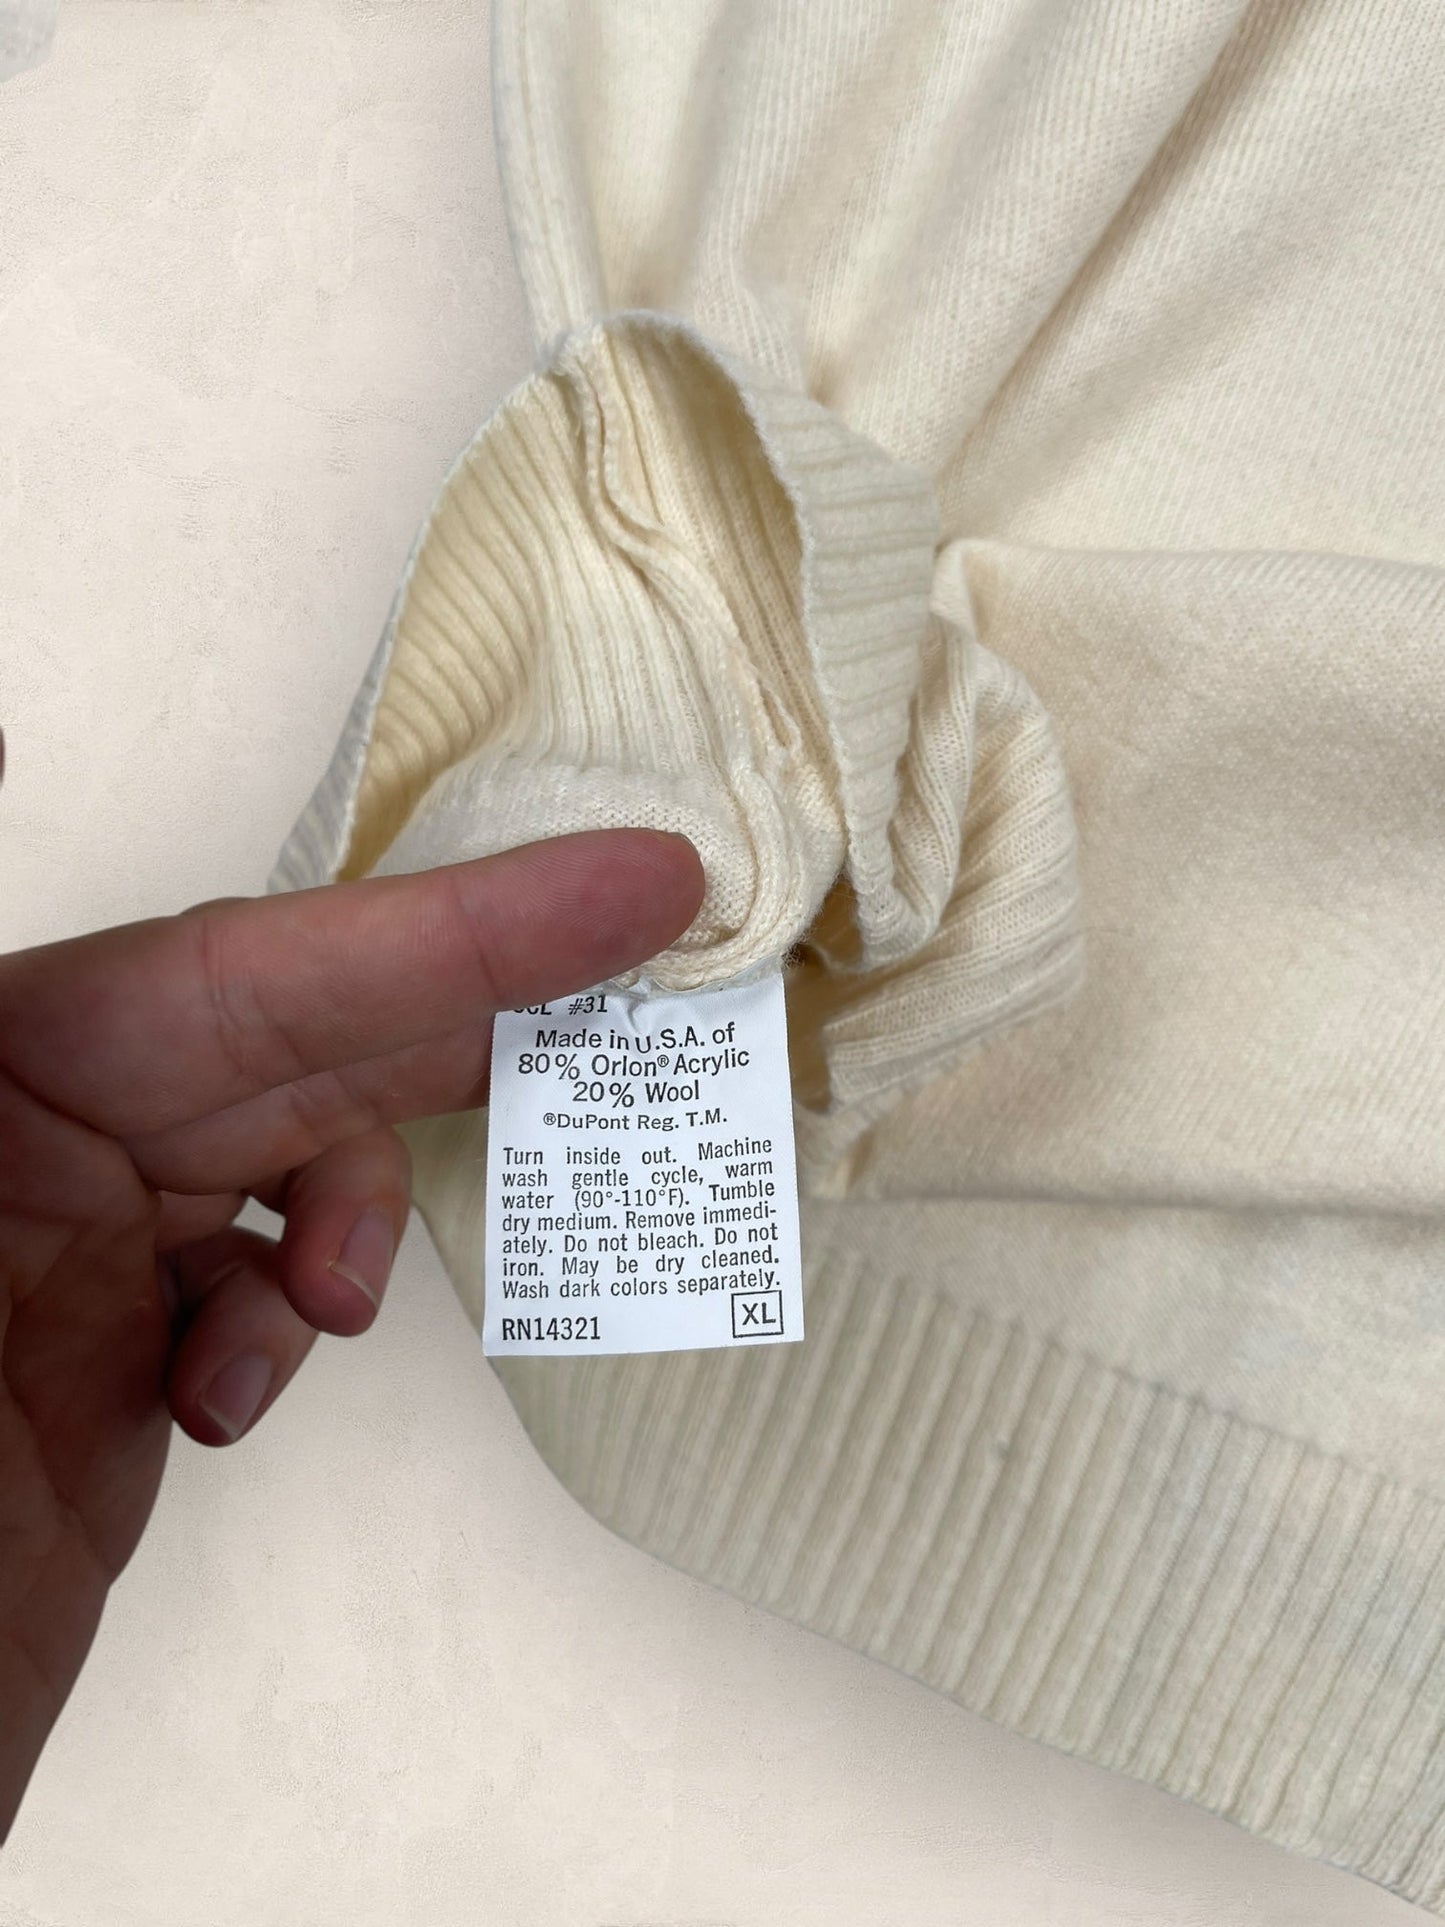 #31
Made in U.S.A. of
80% Orlon® Acrylic
20% Wool
®DuPont Reg. T.M.
Turn inside out. Machine
wash gentle cycle, warm
water (90°-110°F). Tumble
dry medium. Remove immedi-
ately. Do not bleach. Do not
iron. May be dry cleaned.
Wash dark colors separately.
XL
RN14321